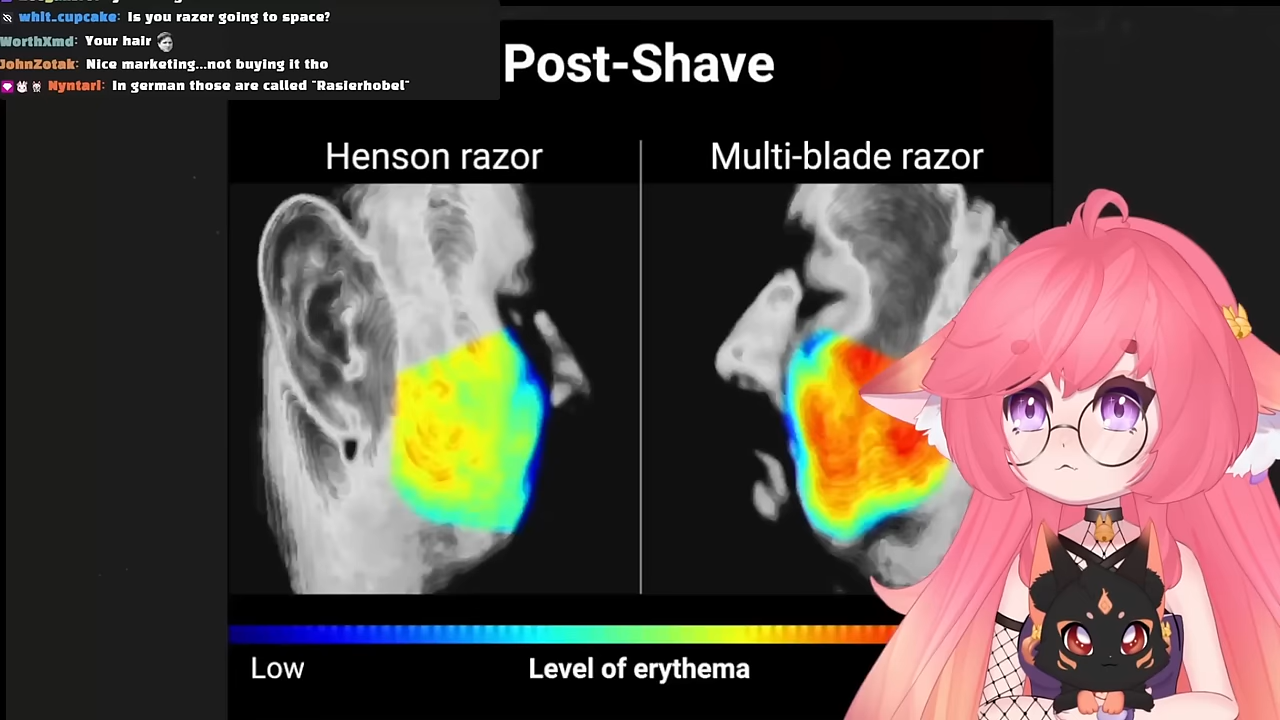 whit_cupcake: Is you razer going to space?
WorthXmd: Your hair
JohnZotak: Nice marketing...not buying it tho
Nyntarl: In german those are called "Rasierhobel"
Post-Shave
Henson razor
Multi-blade razor
Low
Level of erythema